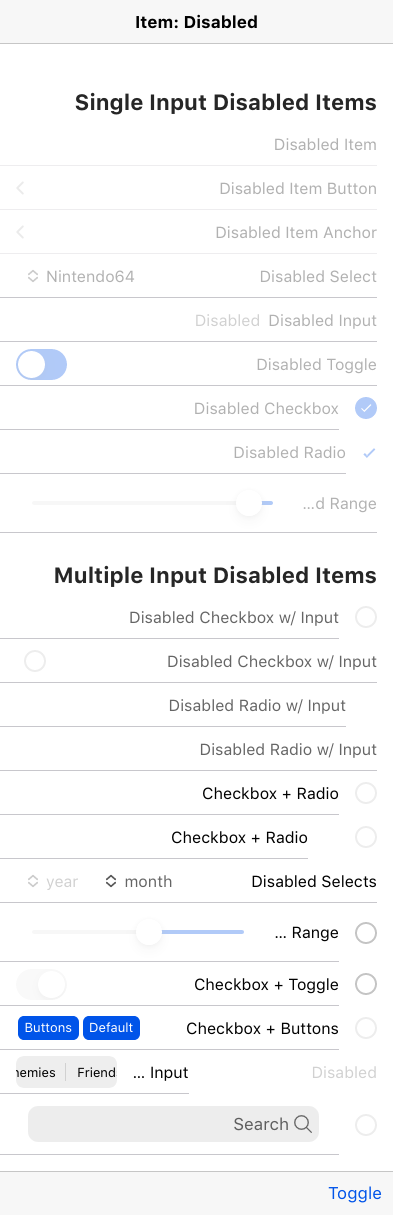 Item: Disabled
Single Input Disabled Items
Disabled Item
Disabled Item Button
Disabled Item Anchor
Disabled Select Nintendo64
Disabled Input Disabled
Disabled Toggle
Disabled Checkbox
Disabled Radio
...d Range
Multiple Input Disabled Items
Disabled Checkbox w/ Input
Disabled Checkbox w/ Input
Disabled Radio w/ Input
Disabled Radio w/ Input
Checkbox + Radio
Checkbox + Radio
Disabled Selects month year
... Range
Checkbox + Toggle
Checkbox + Buttons Default Buttons
Disabled ... Input Friend nemies
Search
Toggle